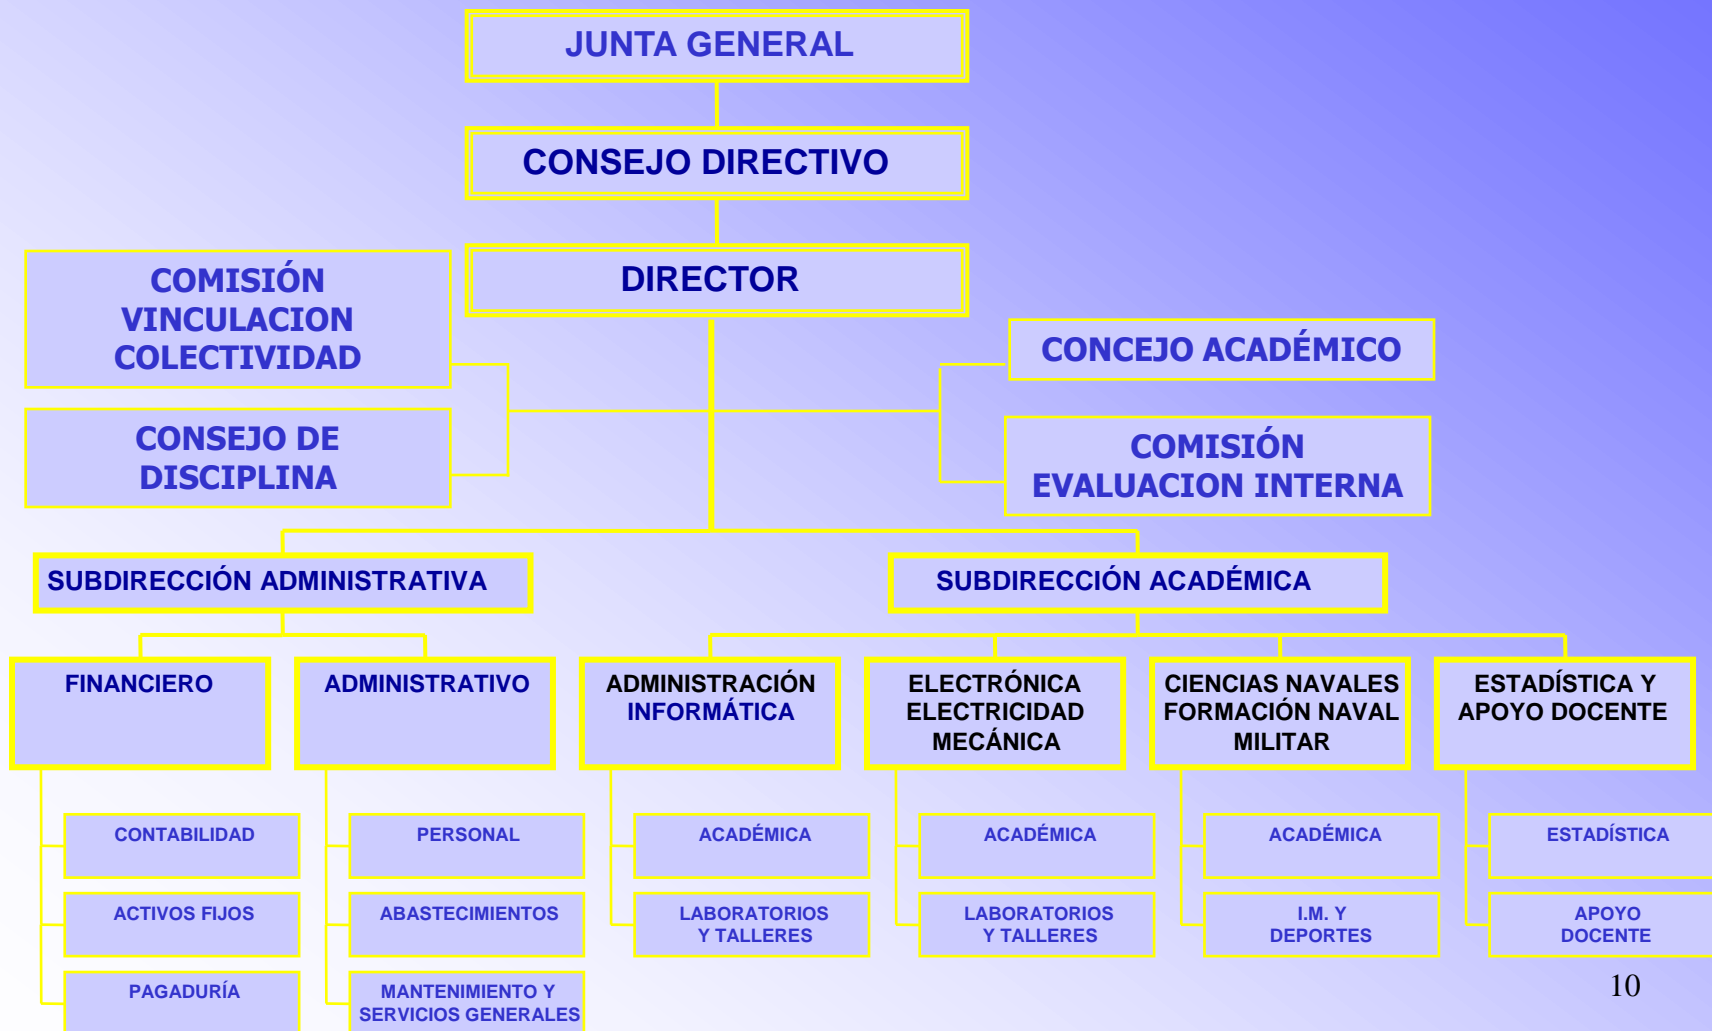 JUNTA GENERAL
CONSEJO DIRECTIVO
DIRECTOR
COMISIÓN
VINCULACION
COLECTIVIDAD
CONSEJO DE
DISCIPLINA
CONCEJO ACADÉMICO
COMISIÓN
EVALUACION INTERNA
SUBDIRECCIÓN ADMINISTRATIVA
SUBDIRECCIÓN ACADÉMICA
FINANCIERO
ADMINISTRATIVO
ADMINISTRACIÓN
INFORMÁTICA
ELECTRÓNICA
ELECTRICIDAD
MECÁNICA
CIENCIAS NAVALES
FORMACIÓN NAVAL
MILITAR
ESTADÍSTICA Y
APOYO DOCENTE
CONTABILIDAD
ACTIVOS FIJOS
PAGADURÍA
PERSONAL
ABASTECIMIENTOS
MANTENIMIENTO Y
SERVICIOS GENERALES
ACADÉMICA
LABORATORIOS
Y TALLERES
ACADÉMICA
LABORATORIOS
Y TALLERES
ACADÉMICA
I.M. Y
DEPORTES
ESTADÍSTICA
APOYO
DOCENTE
10